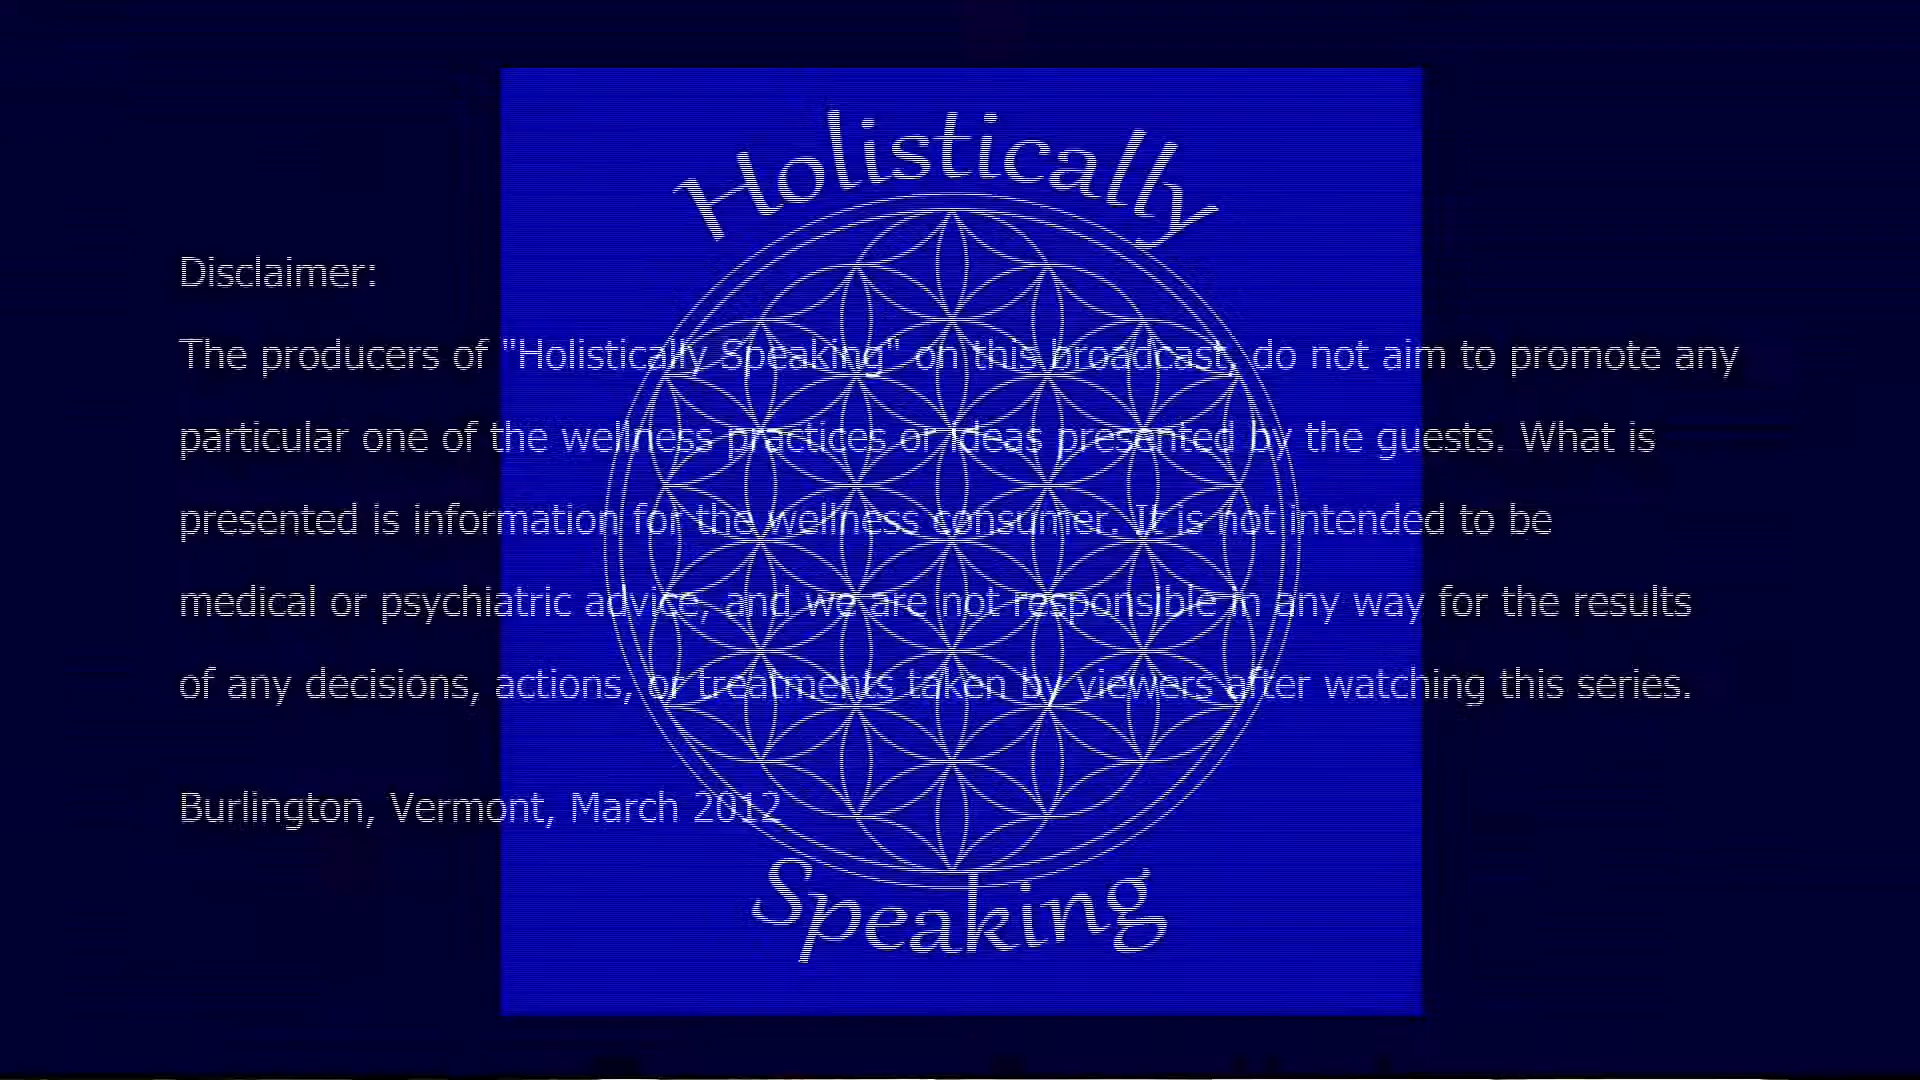 Holistically
Disclaimer:
The producers of "Holistically Speaking" on this broadcast, do not aim to promote any
particular one of the wellness practices or ideas presented by the guests. What is
presented is information for the wellness consumer. It is not intended to be
medical or psychiatric advice, and we are not responsible in any way for the results
of any decisions, actions, or treatments taken by viewers after watching this series.
Burlington, Vermont, March 2012
Speaking